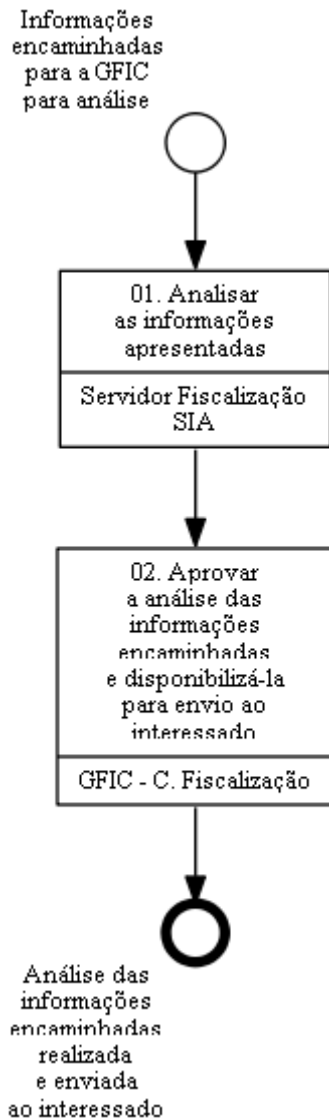 Informações
encaminhadas
para a GFIC
para análise
01. Analisar
as informações
apresentadas
Servidor Fiscalização
SIA
02. Aprovar
a análise das
informações
encaminhadas
e disponibilizá-la
para envio ao
interessado
GFIC - C. Fiscalização
Análise das
informações
encaminhadas
realizada
e enviada
ao interessado